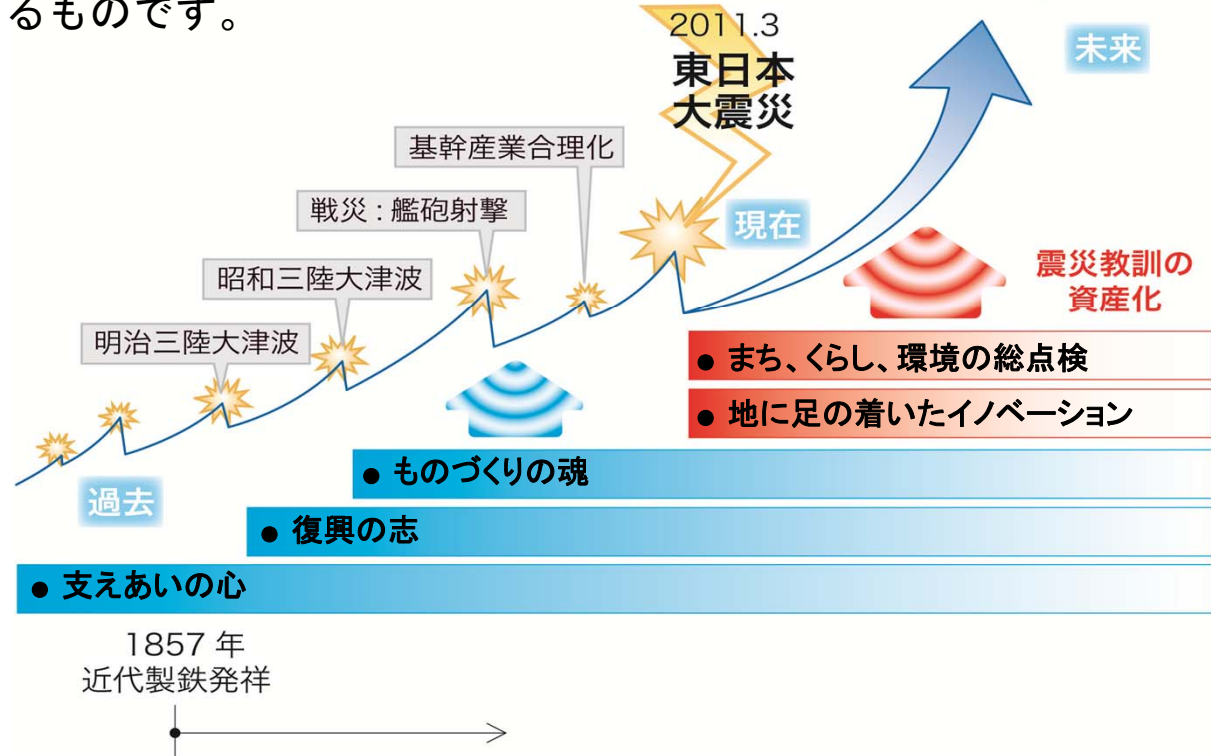 るものです。
2011.3
東日本
大震災
未来
基幹産業合理化
戦災：艦砲射撃
現在
昭和三陸大津波
震災教訓の
資産化
明治三陸大津波
● まち、くらし、環境の総点検
● 地に足の着いたイノベーション
● ものづくりの魂
過去
● 復興の志
● 支えあいの心
1857 年
近代製鉄発祥